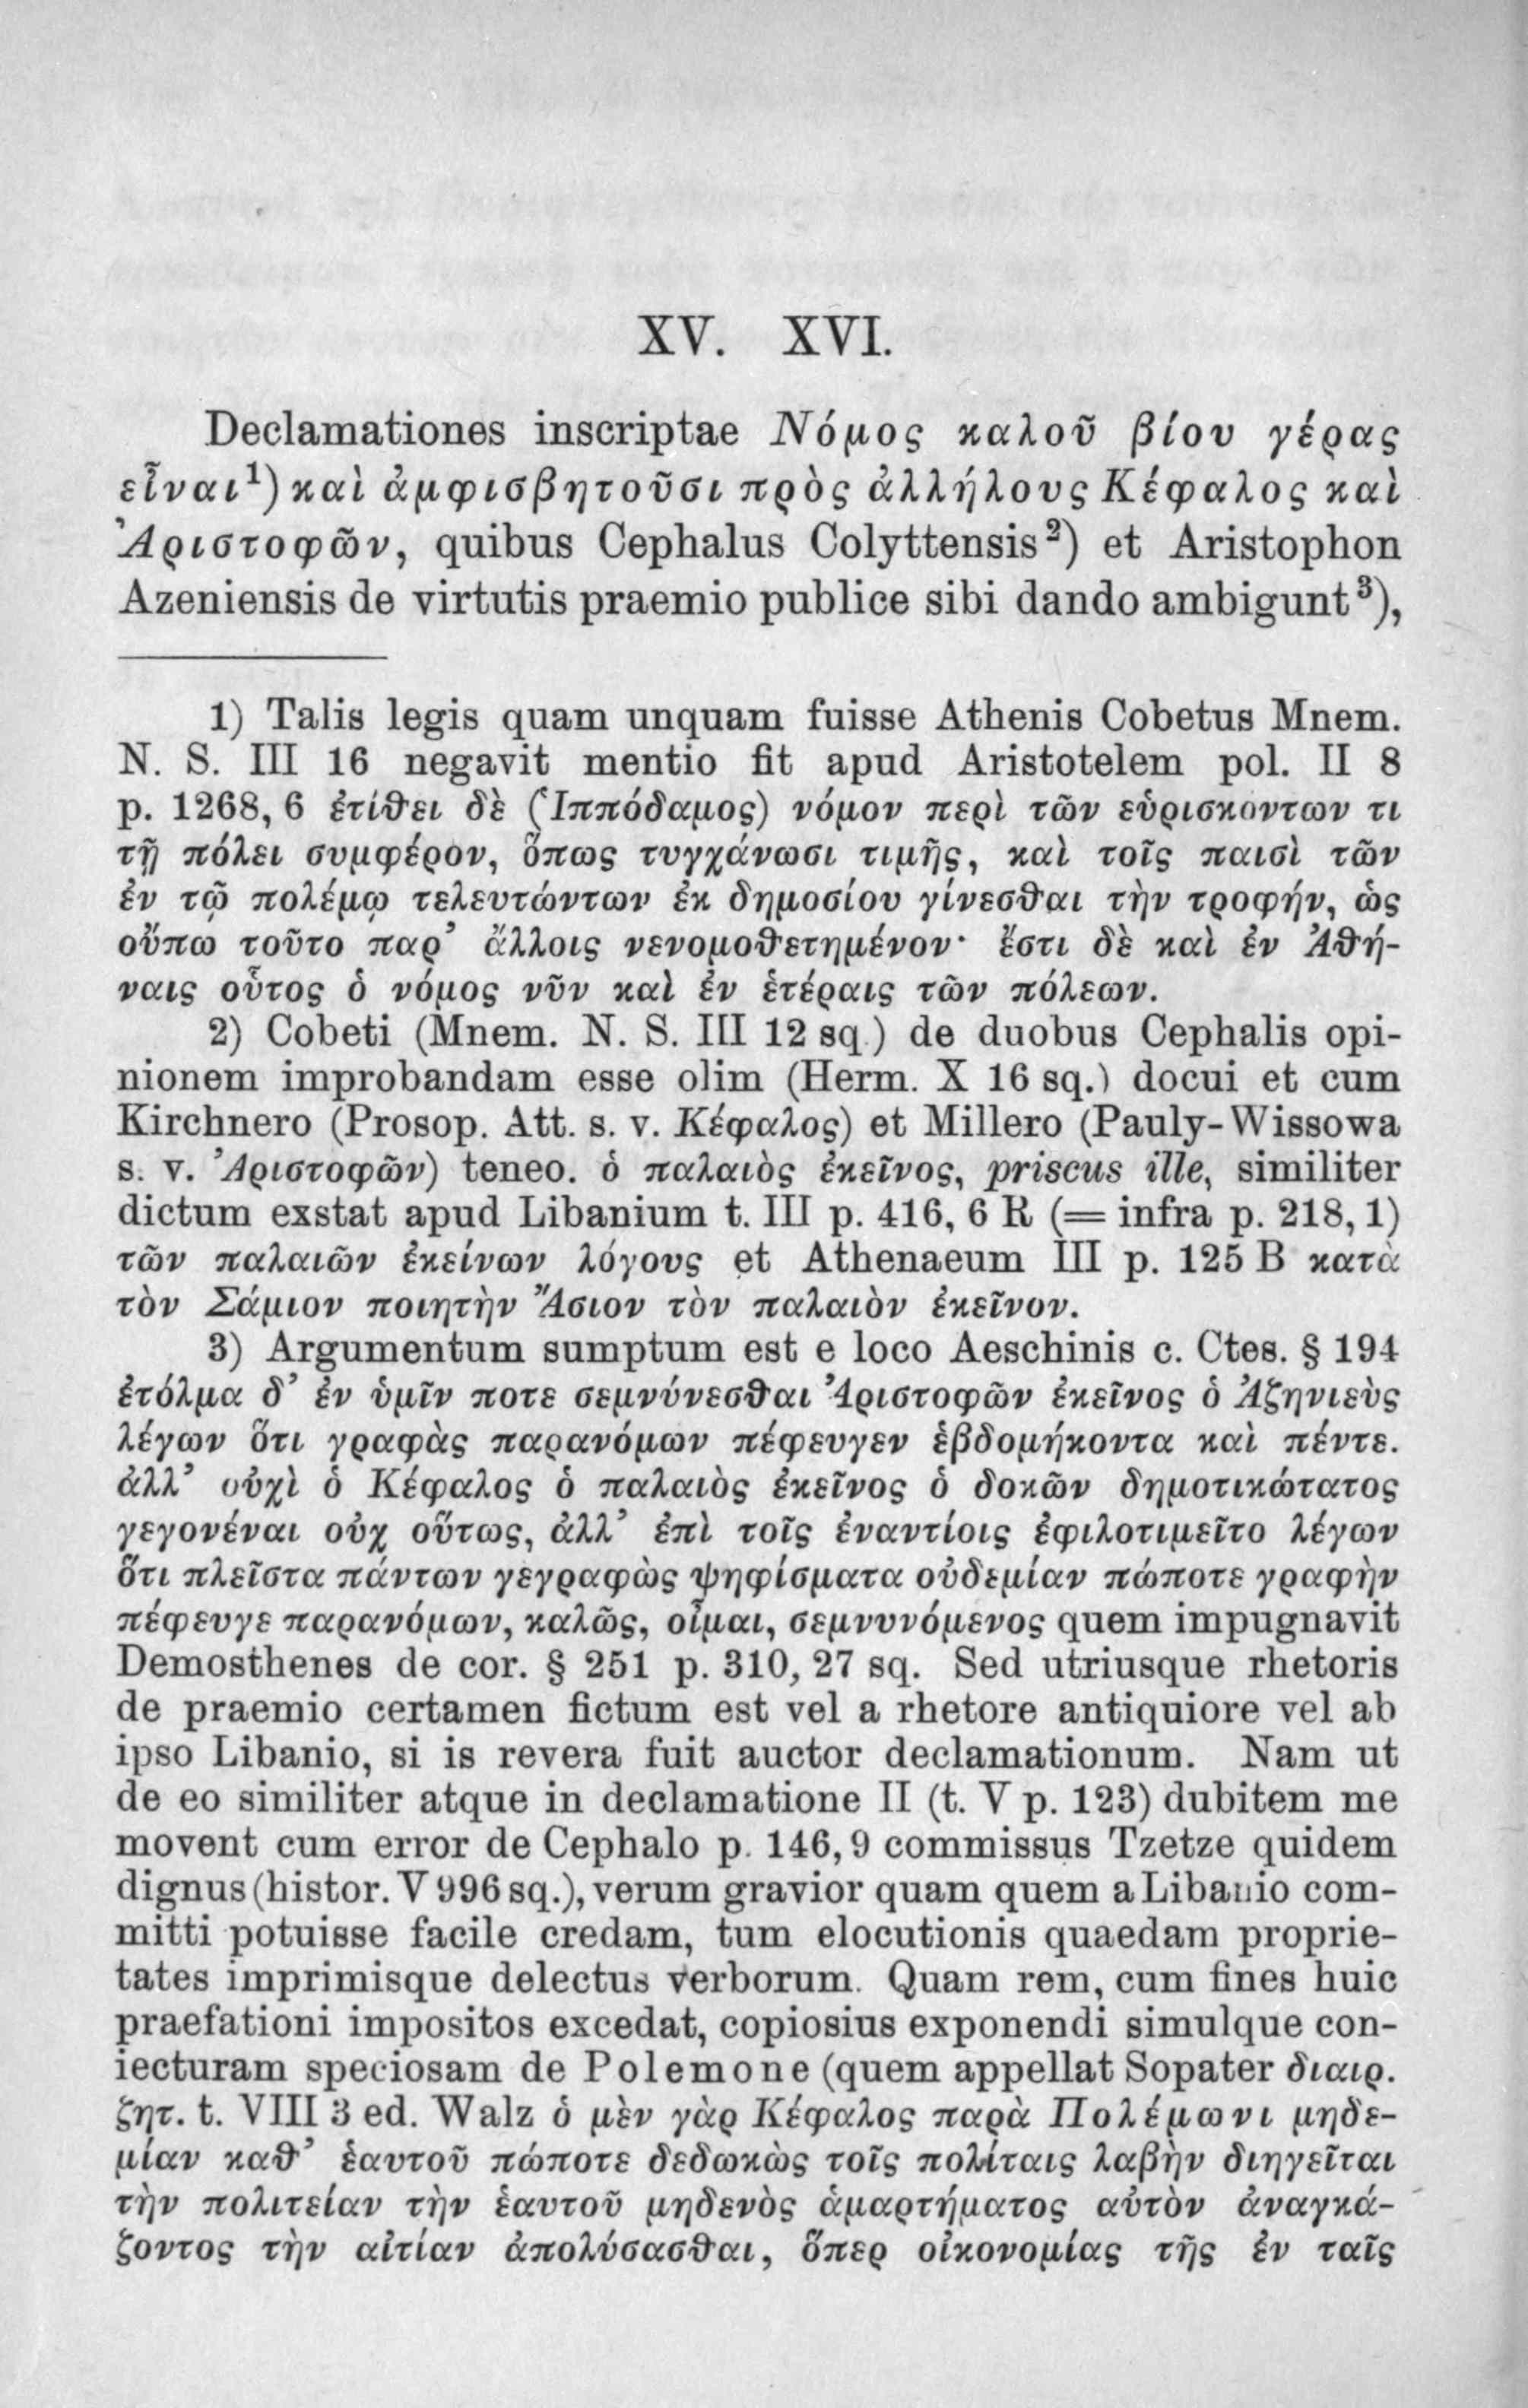 XV. XVI.
Declamationes inscriptae Νόμος καλοῦ βίου γέρας
εἶναι¹) καὶ ἀμφισβητοῦσι πρὸς ἀλλήλους Κέφαλος καὶ
Ἀριστοφῶν, quibus Cephalus Colyttensis²) et Aristophon
Azeniensis de virtutis praemio publice sibi dando ambigunt³),
1) Talis legis quam unquam fuisse Athenis Cobetus Mnem.
N. S. III 16 negavit mentio fit apud Aristotelem pol. II 8
p. 1268, 6 ἐτίθει δὲ (Ἱππόδαμος) νόμον περὶ τῶν εὑρισκόντων τι
τῇ πόλει συμφέρον, ὅπως τυγχάνωσι τιμῆς, καὶ τοῖς παισὶ τῶν
ἐν τῷ πολέμῳ τελευτώντων ἐκ δημοσίου γίνεσθαι τὴν τροφήν, ὡς
οὔπω τοῦτο παρ’ ἄλλοις νενομοθετημένον· ἔστι δὲ καὶ ἐν Ἀθή-
ναις οὗτος ὁ νόμος νῦν καὶ ἐν ἑτέραις τῶν πόλεων.
2) Cobeti (Mnem. N. S. III 12 sq.) de duobus Cephalis opi-
nionem improbandam esse olim (Herm. X 16 sq.) docui et cum
Kirchnero (Prosop. Att. s. v. Κέφαλος) et Millero (Pauly-Wissowa
s. v. Ἀριστοφῶν) teneo. ὁ παλαιὸς ἐκεῖνος, priscus ille, similiter
dictum exstat apud Libanium t. III p. 416, 6 R (= infra p. 218, 1)
τῶν παλαιῶν ἐκείνων λόγους et Athenaeum III p. 125 B κατὰ
τὸν Σάμιον ποιητὴν Ἄσιον τὸν παλαιὸν ἐκεῖνον.
3) Argumentum sumptum est e loco Aeschinis c. Ctes. § 194
ἐτόλμα δ’ ἐν ὑμῖν ποτε σεμνύνεσθαι Ἀριστοφῶν ἐκεῖνος ὁ Ἀζηνιεὺς
λέγων ὅτι γραφὰς παρανόμων πέφευγεν ἑβδομήκοντα καὶ πέντε.
ἀλλ’ οὐχὶ ὁ Κέφαλος ὁ παλαιὸς ἐκεῖνος ὁ δοκῶν δημοτικώτατος
γεγονέναι οὐχ οὕτως, ἀλλ’ ἐπὶ τοῖς ἐναντίοις ἐφιλοτιμεῖτο λέγων
ὅτι πλεῖστα πάντων γεγραφὼς ψηφίσματα οὐδεμίαν πώποτε γραφὴν
πέφευγε παρανόμων, καλῶς, οἶμαι, σεμνυνόμενος quem impugnavit
Demosthenes de cor. § 251 p. 310, 27 sq. Sed utriusque rhetoris
de praemio certamen fictum est vel a rhetore antiquiore vel ab
ipso Libanio, si is revera fuit auctor declamationum. Nam ut
de eo similiter atque in declamatione II (t. V p. 123) dubitem me
movent cum error de Cephalo p. 146, 9 commissus Tzetze quidem
dignus (histor. V 996 sq.), verum gravior quam quem a Libanio com-
mitti potuisse facile credam, tum elocutionis quaedam proprie-
tates imprimisque delectus verborum. Quam rem, cum fines huic
praefationi impositos excedat, copiosius exponendi simulque con-
iecturam speciosam de Polemone (quem appellat Sopater διαιρ.
ζητ. t. VIII 3 ed. Walz ὁ μὲν γὰρ Κέφαλος παρὰ Πολέμωνι μηδε-
μίαν καθ’ ἑαυτοῦ πώποτε δεδωκὼς τοῖς πολίταις λαβὴν διηγεῖται
τὴν πολιτείαν τὴν ἑαυτοῦ μηδενὸς ἁμαρτήματος αὐτὸν ἀναγκά-
ζοντος τὴν αἰτίαν ἀπολύσασθαι, ὅπερ οἰκονομίας τῆς ἐν ταῖς